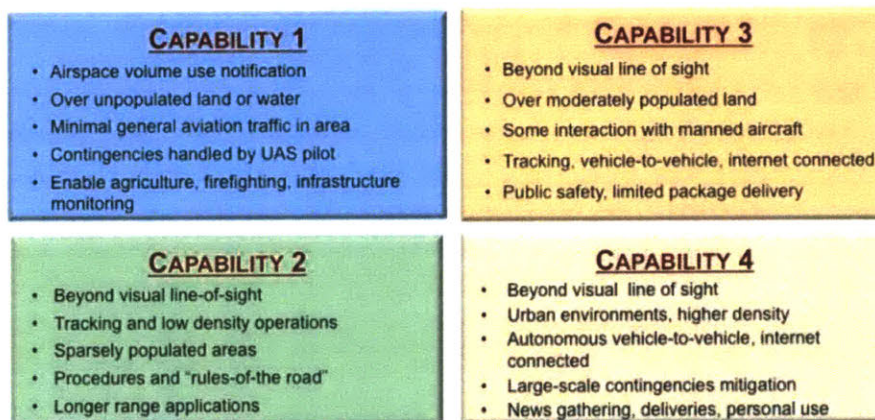 CAPABILITY 1
• Airspace volume use notification
• Over unpopulated land or water
• Minimal general aviation traffic in area
• Contingencies handled by UAS pilot
• Enable agriculture, firefighting, infrastructure
monitoring
CAPABILITY 2
• Beyond visual line-of-sight
• Tracking and low density operations
• Sparsely populated areas
• Procedures and “rules-of-the road”
• Longer range applications
CAPABILITY 3
• Beyond visual line of sight
• Over moderately populated land
• Some interaction with manned aircraft
• Tracking, vehicle-to-vehicle, internet connected
• Public safety, limited package delivery
CAPABILITY 4
• Beyond visual line of sight
• Urban environments, higher density
• Autonomous vehicle-to-vehicle, internet
connected
• Large-scale contingencies mitigation
• News gathering, deliveries, personal use